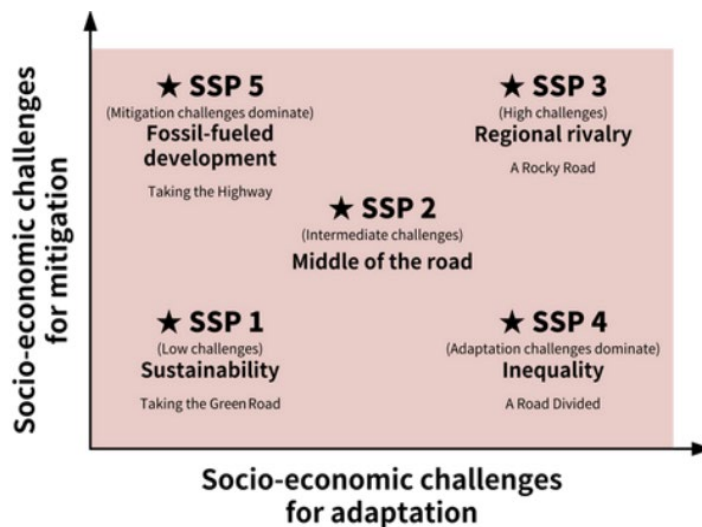 Socio-economic challenges
for mitigation
★ SSP 5
(Mitigation challenges dominate)
Fossil-fueled
development
Taking the Highway
★ SSP 3
(High challenges)
Regional rivalry
A Rocky Road
★ SSP 2
(Intermediate challenges)
Middle of the road
★ SSP 1
(Low challenges)
Sustainability
Taking the Green Road
★ SSP 4
(Adaptation challenges dominate)
Inequality
A Road Divided
Socio-economic challenges
for adaptation